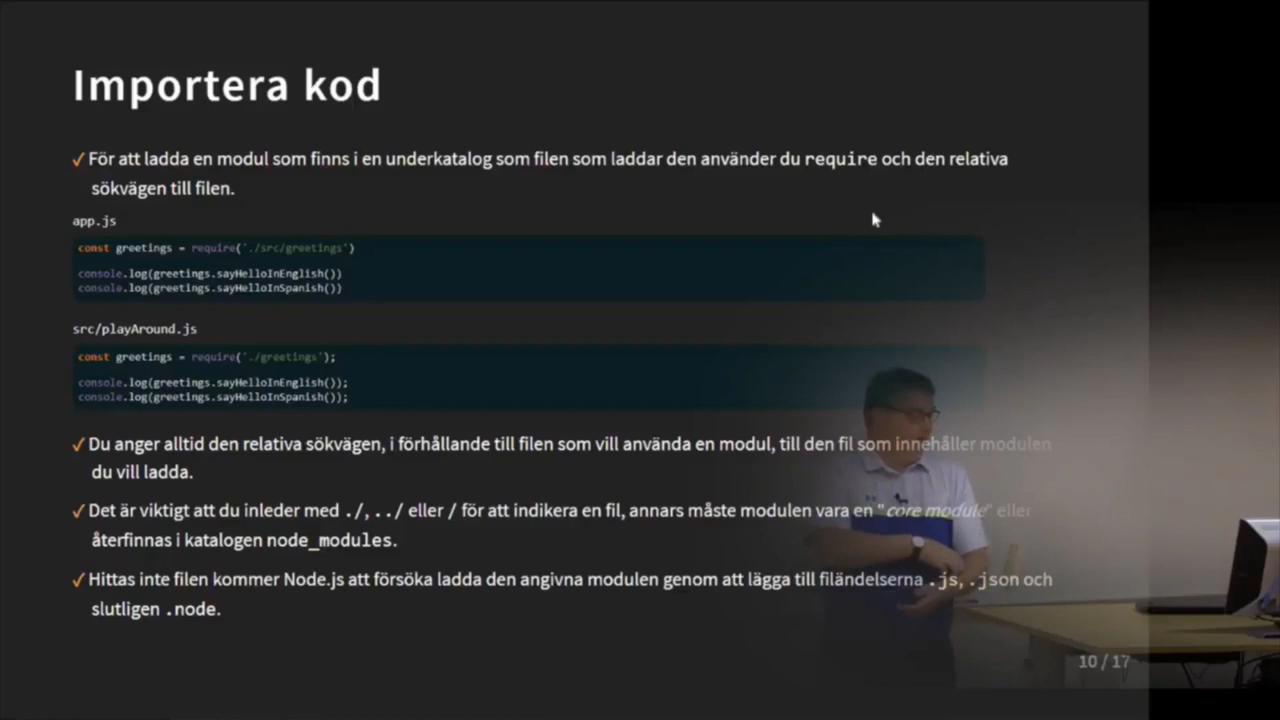 Importera kod
✓ För att ladda en modul som finns i en underkatalog som filen som laddar den använder du require och den relativa
sökvägen till filen.
app.js
const greetings = require('./src/greetings')
console.log(greetings.sayHelloInEnglish())
console.log(greetings.sayHelloInSpanish())
src/playAround.js
const greetings = require('./greetings');
console.log(greetings.sayHelloInEnglish());
console.log(greetings.sayHelloInSpanish());
✓ Du anger alltid den relativa sökvägen, i förhållande till filen som vill använda en modul, till den fil som innehåller modulen
du vill ladda.
✓ Det är viktigt att du inleder med ./, ../ eller / för att indikera en fil, annars måste modulen vara en "core module" eller
återfinnas i katalogen node_modules.
✓ Hittas inte filen kommer Node.js att försöka ladda den angivna modulen genom att lägga till filändelserna .js, .json och
slutligen .node.
10 / 17